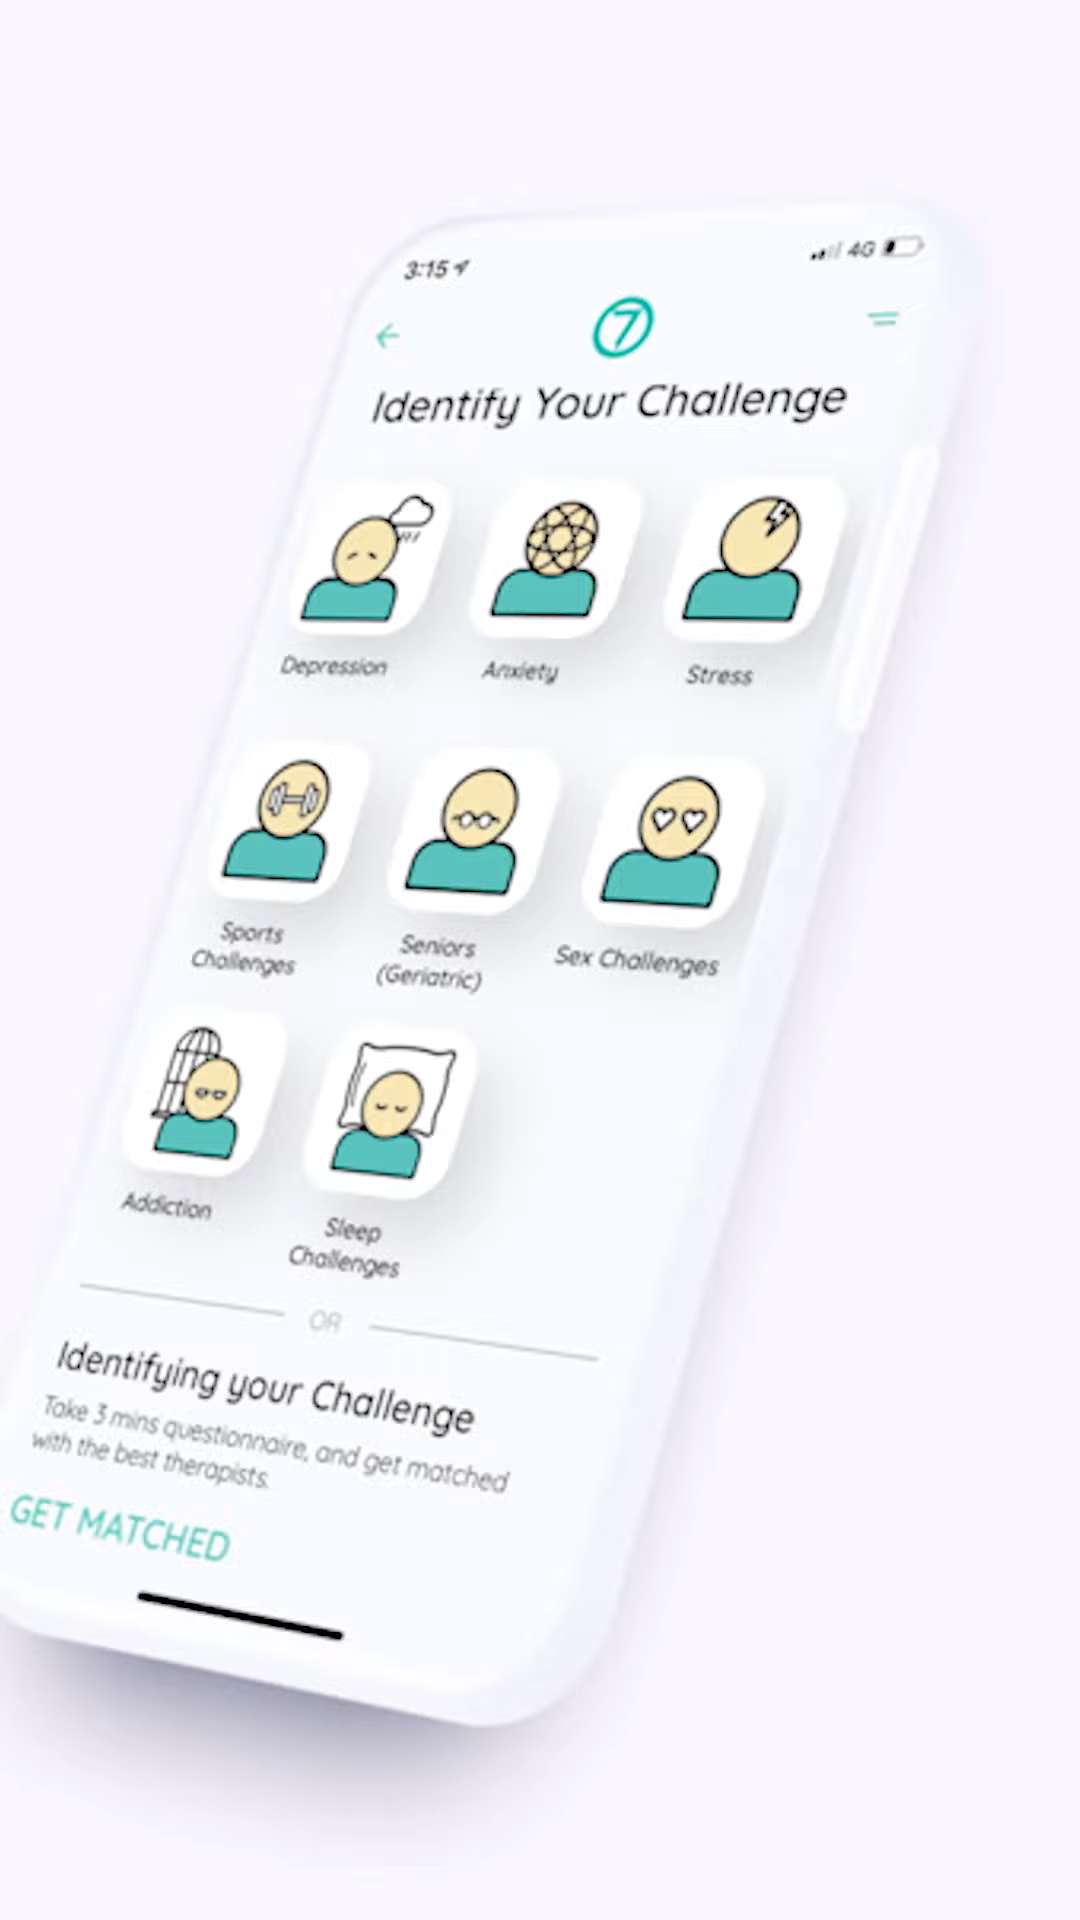 3:15
4G
7
Identify Your Challenge
Depression
Anxiety
Stress
Sports
Challenges
Seniors
(Geriatric)
Sex Challenges
Addiction
Sleep
Challenges
OR
Identifying your Challenge
Take 3 mins questionnaire, and get matched
with the best therapists.
GET MATCHED